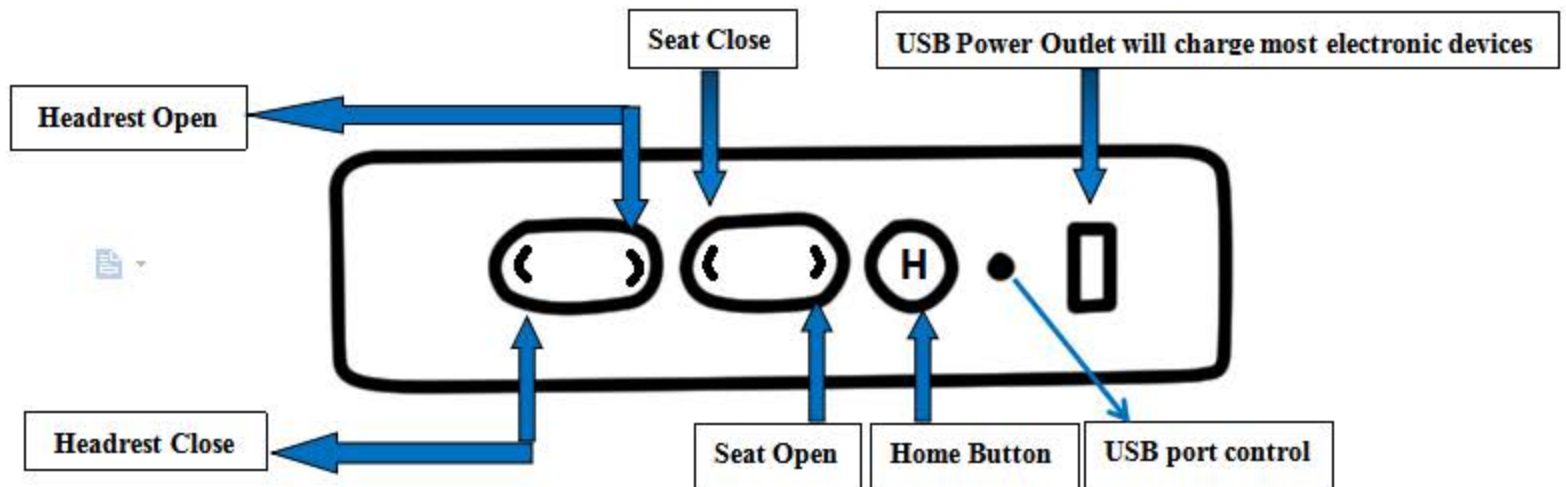 Seat Close
USB Power Outlet will charge most electronic devices
Headrest Open
H
Headrest Close
Seat Open
Home Button
USB port control